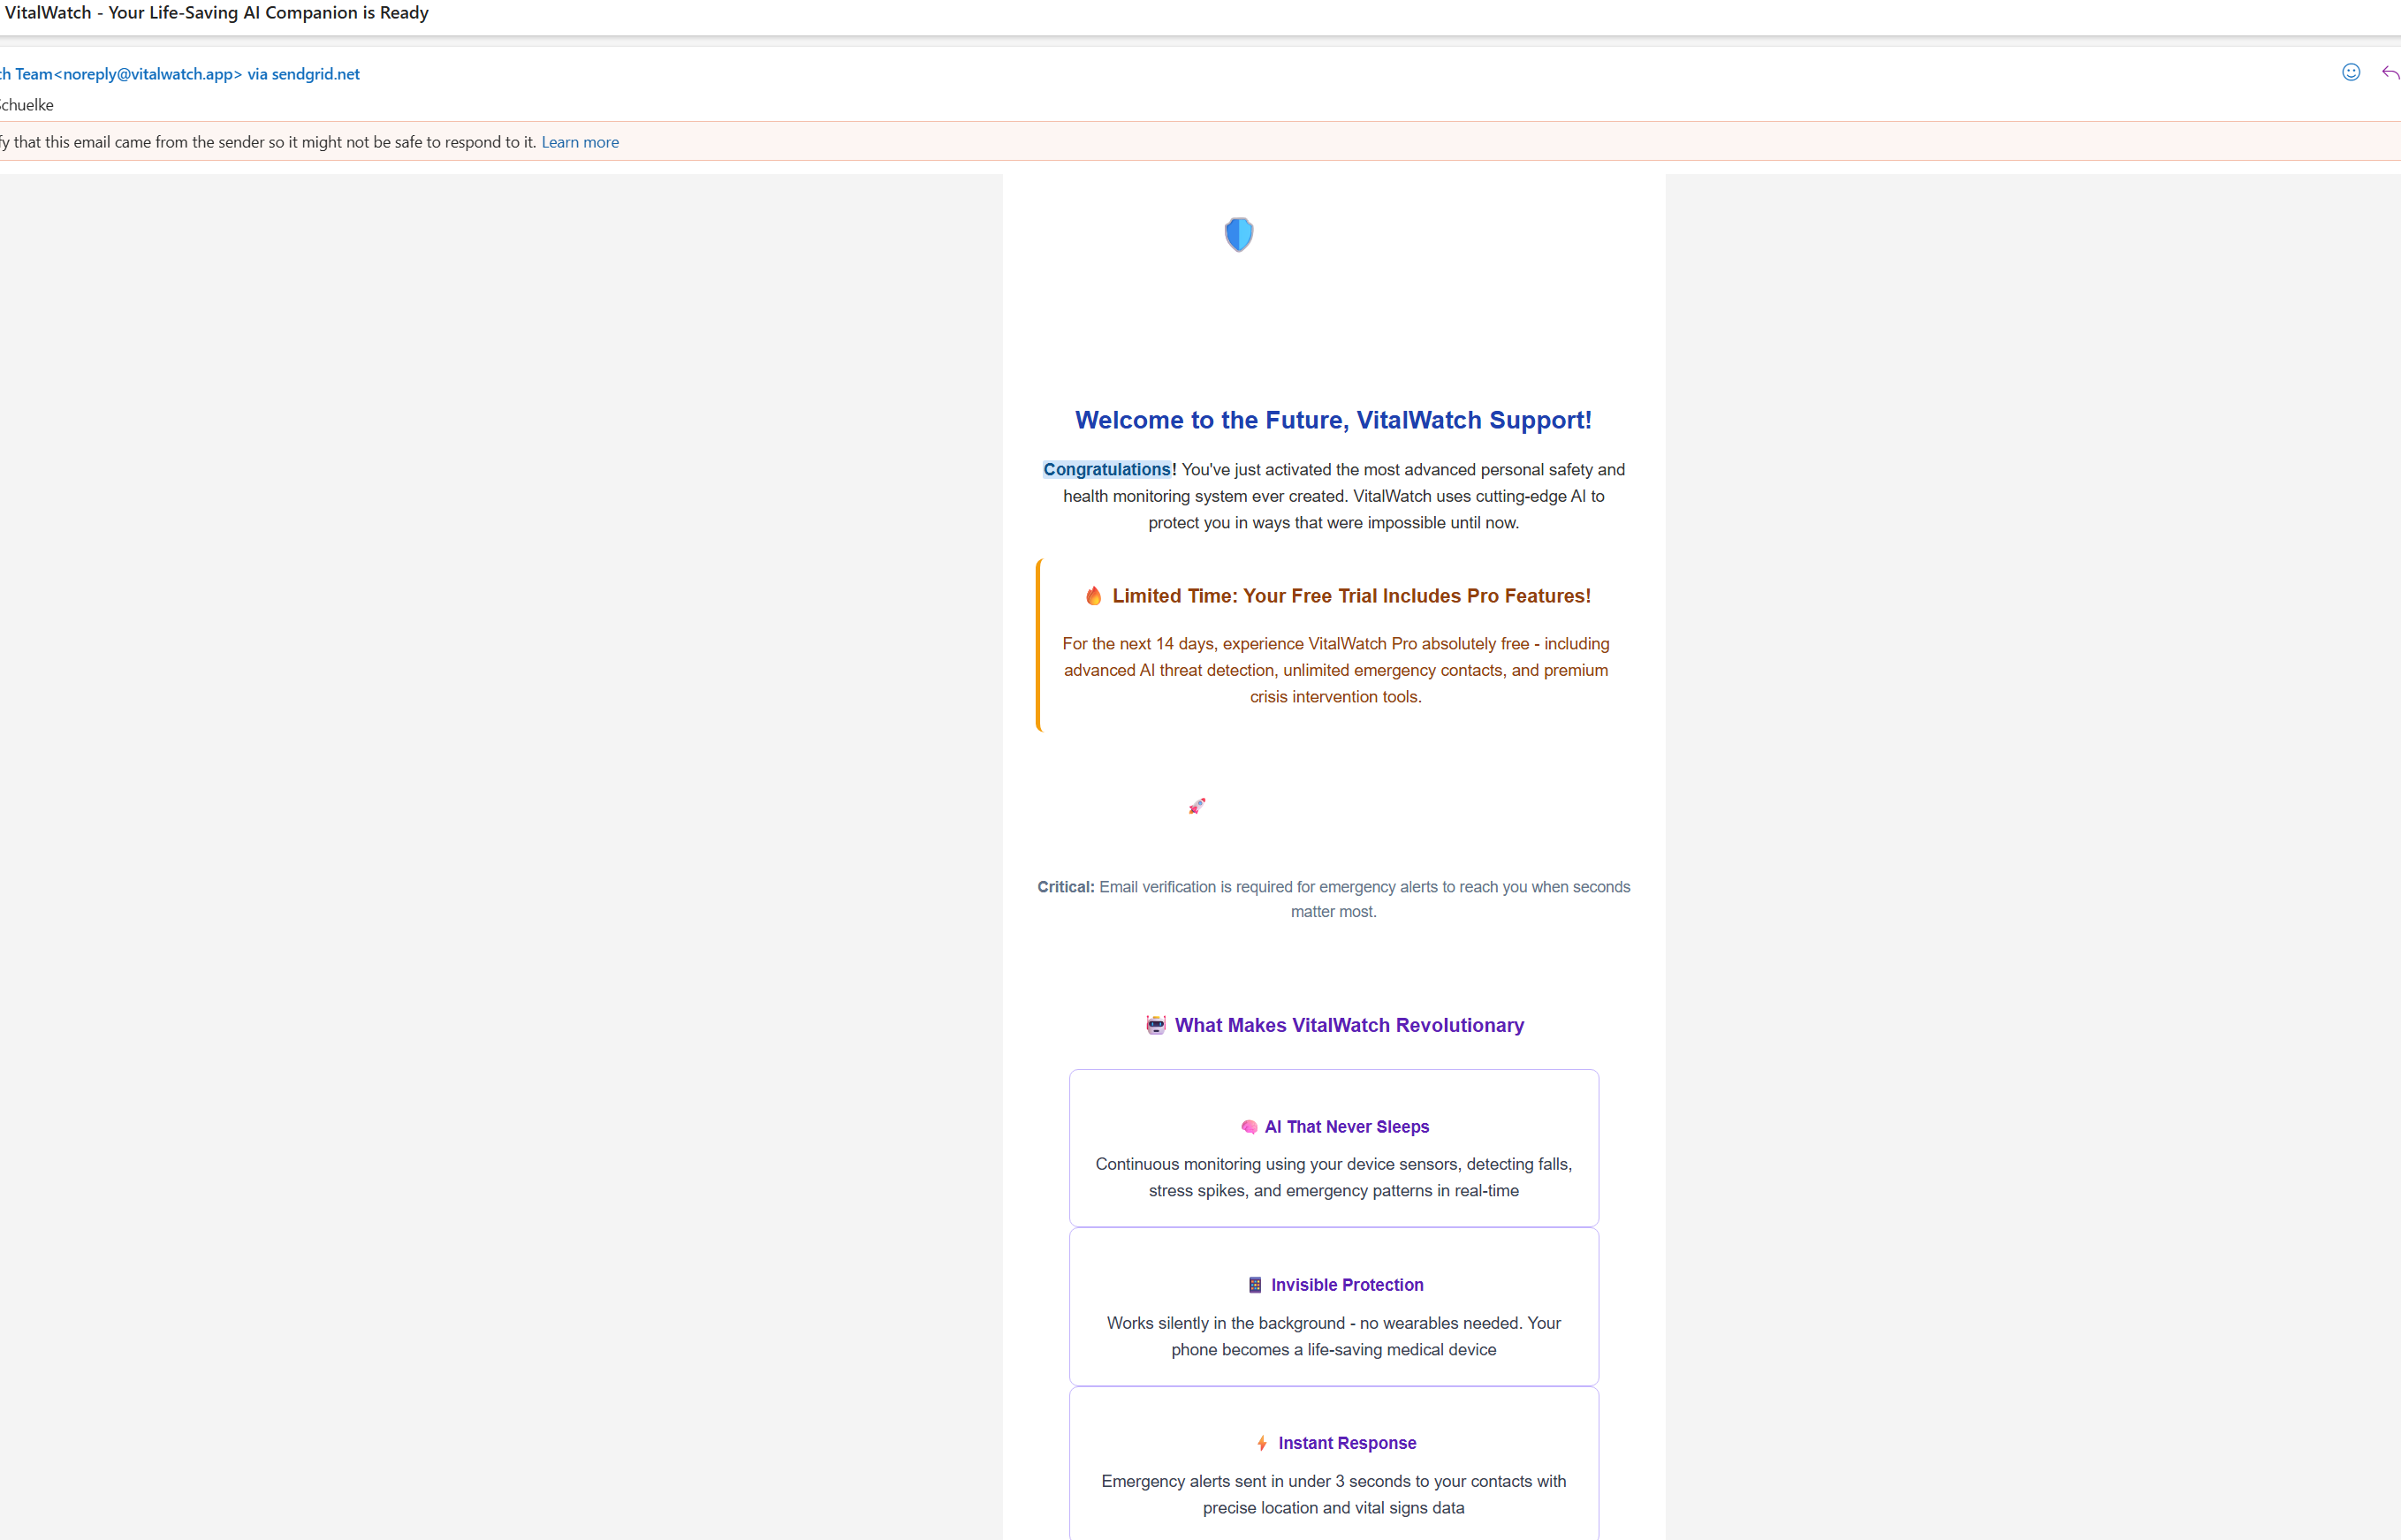 VitalWatch - Your Life-Saving AI Companion is Ready
Team<noreply@vitalwatch.app> via sendgrid.net
Schuelke
that this email came from the sender so it might not be safe to respond to it. Learn more
Welcome to the Future, VitalWatch Support!
Congratulations! You've just activated the most advanced personal safety and
health monitoring system ever created. VitalWatch uses cutting-edge AI to
protect you in ways that were impossible until now.
🔥 Limited Time: Your Free Trial Includes Pro Features!
For the next 14 days, experience VitalWatch Pro absolutely free - including
advanced AI threat detection, unlimited emergency contacts, and premium
crisis intervention tools.
Critical: Email verification is required for emergency alerts to reach you when seconds
matter most.
🤖 What Makes VitalWatch Revolutionary
🧠 AI That Never Sleeps
Continuous monitoring using your device sensors, detecting falls,
stress spikes, and emergency patterns in real-time
📱 Invisible Protection
Works silently in the background - no wearables needed. Your
phone becomes a life-saving medical device
⚡ Instant Response
Emergency alerts sent in under 3 seconds to your contacts with
precise location and vital signs data